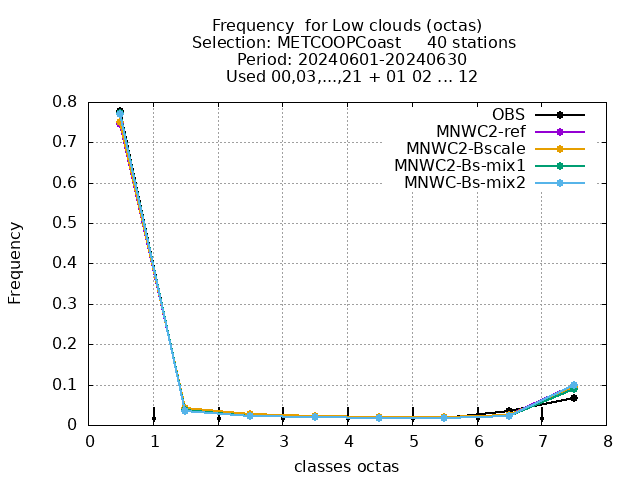 Frequency  for Low clouds (octas)
Selection: METCOOPCoast     40 stations
Period: 20240601-20240630
Used 00,03,...,21 + 01 02 ... 12
OBS
MNWC2-ref
MNWC2-Bscale
MNWC2-Bs-mix1
MNWC-Bs-mix2
Frequency
0.8
0.7
0.6
0.5
0.4
0.3
0.2
0.1
0
0 1 2 3 4 5 6 7 8
classes octas